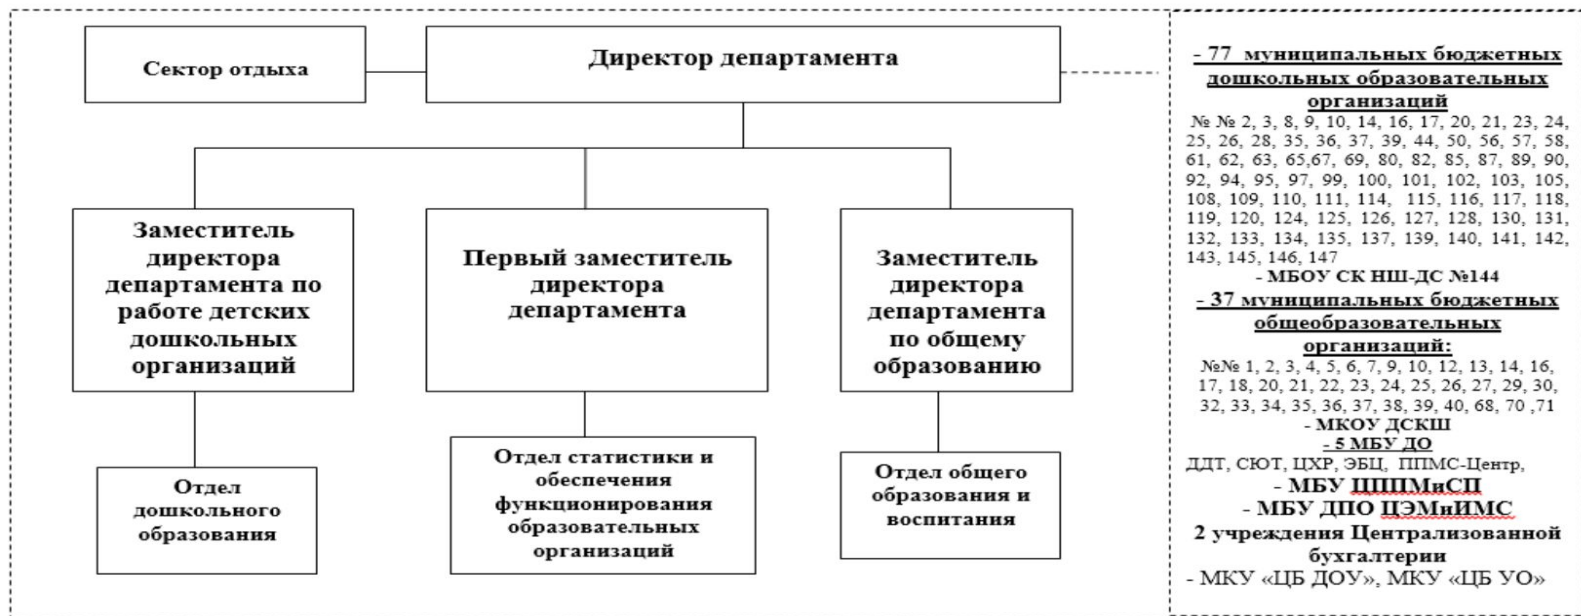 Сектор отдыха
Директор департамента
Заместитель
директора
департамента по
работе детских
дошкольных
организаций
Первый заместитель
директора
департамента
Заместитель
директора
департамента
по общему
образованию
Отдел
дошкольного
образования
Отдел статистики и
обеспечения
функционирования
образовательных
организаций
Отдел общего
образования и
воспитания
- 77 муниципальных бюджетных
дошкольных образовательных
организаций
№ № 2, 3, 8, 9, 10, 14, 16, 17, 20, 21, 23, 24,
25, 26, 28, 35, 36, 37, 39, 44, 50, 56, 57, 58,
61, 62, 63, 65,67, 69, 80, 82, 85, 87, 89, 90,
92, 94, 95, 97, 99, 100, 101, 102, 103, 105,
108, 109, 110, 111, 114, 115, 116, 117, 118,
119, 120, 124, 125, 126, 127, 128, 130, 131,
132, 133, 134, 135, 137, 139, 140, 141, 142,
143, 145, 146, 147
- МБОУ СК НШ-ДС №144
- 37 муниципальных бюджетных
общеобразовательных
организаций:
№№ 1, 2, 3, 4, 5, 6, 7, 9, 10, 12, 13, 14, 16,
17, 18, 20, 21, 22, 23, 24, 25, 26, 27, 29, 30,
32, 33, 34, 35, 36, 37, 38, 39, 40, 68, 70 ,71
- МКОУ ДСКШ
- 5 МБУ ДО
ДДТ, СЮТ, ЦХР, ЭБЦ, ППМС-Центр,
- МБУ ЦППМиСП
- МБУ ДПО ЦЭМиИМС
2 учреждения Централизованной
бухгалтерии
- МКУ «ЦБ ДОУ», МКУ «ЦБ УО»